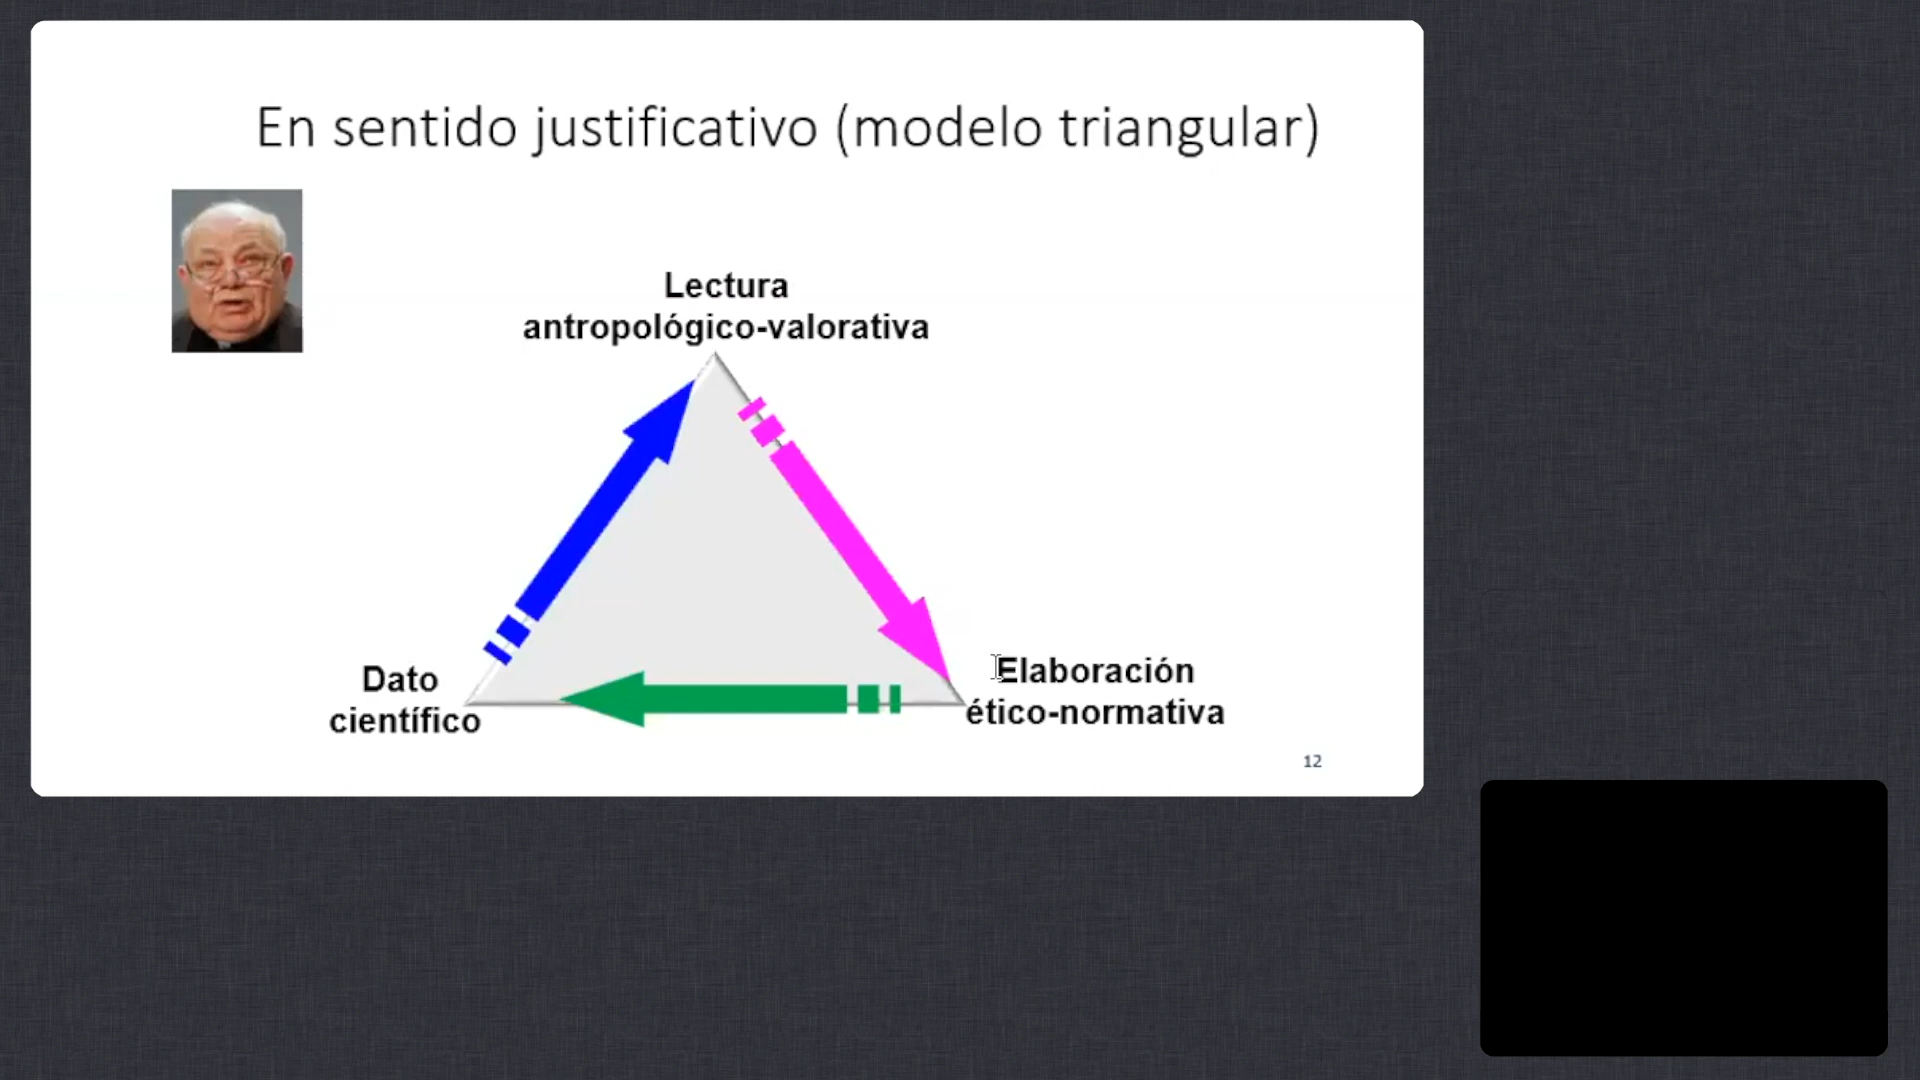 En sentido justificativo (modelo triangular)
Lectura
antropológico-valorativa
Dato
científico
Elaboración
ético-normativa
12